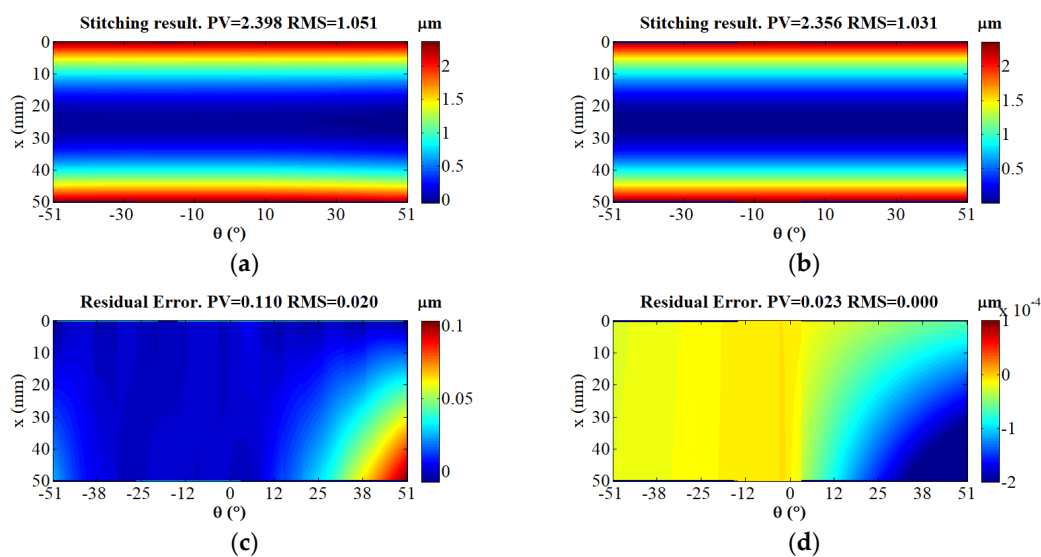 Stitching result. PV=2.398 RMS=1.051 μm
0
10
20
30
40
50
x (mm)
-51 -30 -10 10 30 51
θ (°)
2
1.5
1
0.5
0
(a)
Stitching result. PV=2.356 RMS=1.031 μm
0
10
20
30
40
50
x (mm)
-51 -30 -10 10 30 51
θ (°)
2
1.5
1
0.5
(b)
Residual Error. PV=0.110 RMS=0.020 μm
0
10
20
30
40
50
x (mm)
-51 -38 -25 -12 0 12 25 38 51
θ (°)
0.1
0.05
0
(c)
Residual Error. PV=0.023 RMS=0.000 μm
x 10⁻⁴
0
10
20
30
40
50
x (mm)
-51 -38 -25 -12 0 12 25 38 51
θ (°)
1
0
-1
-2
(d)